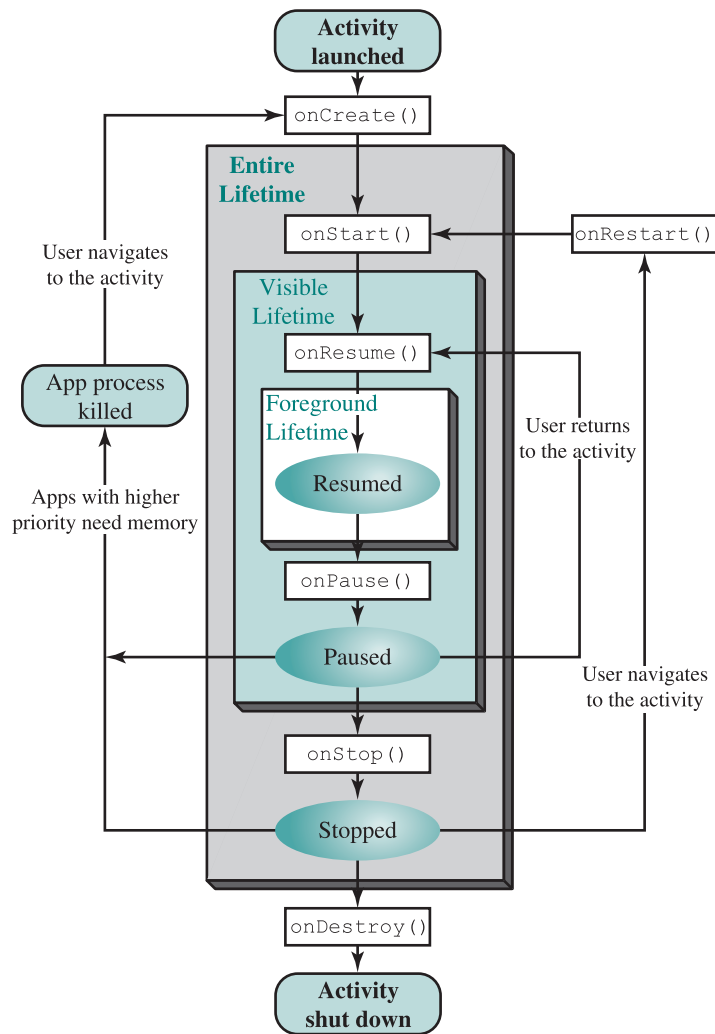 Activity
launched
onCreate()
Entire
Lifetime
onStart()
onRestart()
User navigates
to the activity
Visible
Lifetime
onResume()
App process
killed
Foreground
Lifetime
User returns
to the activity
Resumed
Apps with higher
priority need memory
onPause()
Paused
User navigates
to the activity
onStop()
Stopped
onDestroy()
Activity
shut down